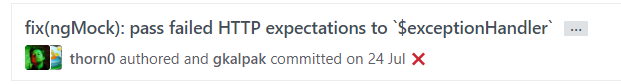 fix(ngMock): pass failed HTTP expectations to `$exceptionHandler` …
thorn0 authored and gkalpak committed on 24 Jul